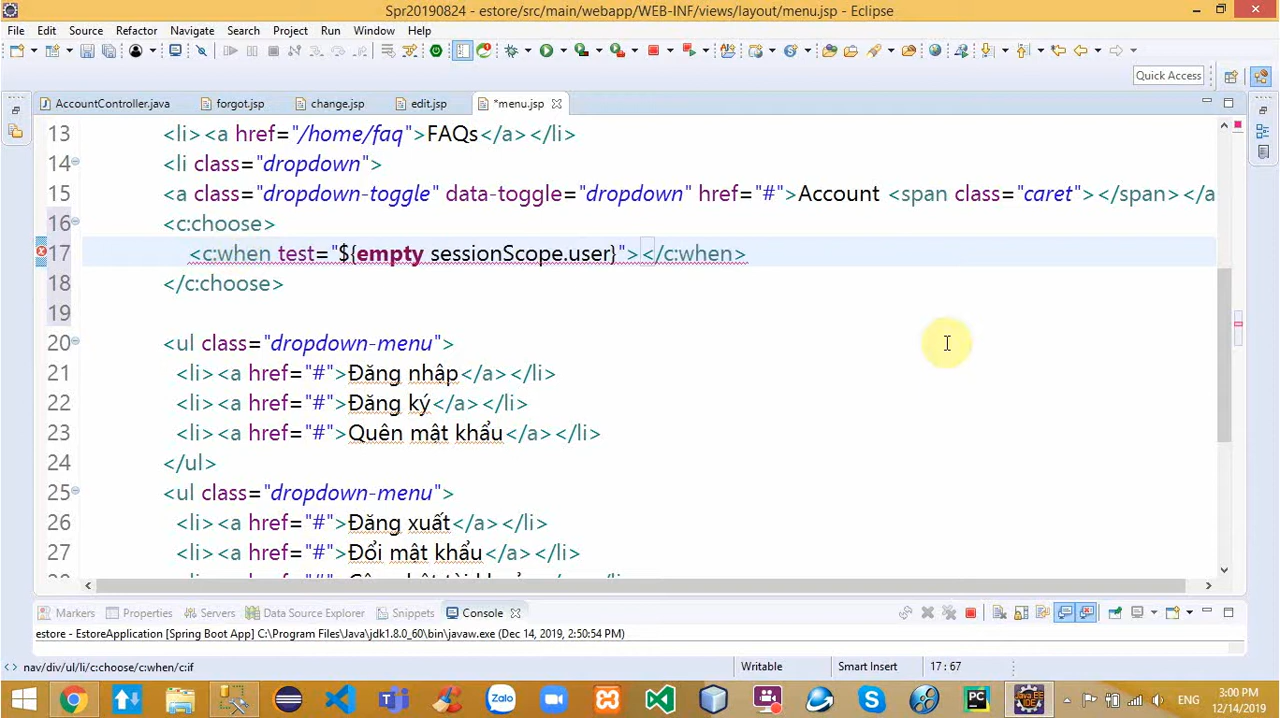 Spr20190824 - estore/src/main/webapp/WEB-INF/views/layout/menu.jsp - Eclipse
File Edit Source Refactor Navigate Search Project Run Window Help
Quick Access
AccountController.java forgot.jsp change.jsp edit.jsp *menu.jsp
13 <li><a href="/home/faq">FAQs</a></li>
14 <li class="dropdown">
15 <a class="dropdown-toggle" data-toggle="dropdown" href="#">Account <span class="caret"></span></a
16 <c:choose>
17 <c:when test="${empty sessionScope.user}"></c:when>
18 </c:choose>
19
20 <ul class="dropdown-menu">
21 <li><a href="#">Đăng nhập</a></li>
22 <li><a href="#">Đăng ký</a></li>
23 <li><a href="#">Quên mật khẩu</a></li>
24 </ul>
25 <ul class="dropdown-menu">
26 <li><a href="#">Đăng xuất</a></li>
27 <li><a href="#">Đổi mật khẩu</a></li>
Markers Properties Servers Data Source Explorer Snippets Console
estore - EstoreApplication [Spring Boot App] C:\Program Files\Java\jdk1.8.0_60\bin\javaw.exe (Dec 14, 2019, 2:50:54 PM)
nav/div/ul/li/c:choose/c:when/c:if Writable Smart Insert 17 : 67
Zalo PC Java EE IDE ENG 3:00 PM
12/14/2019